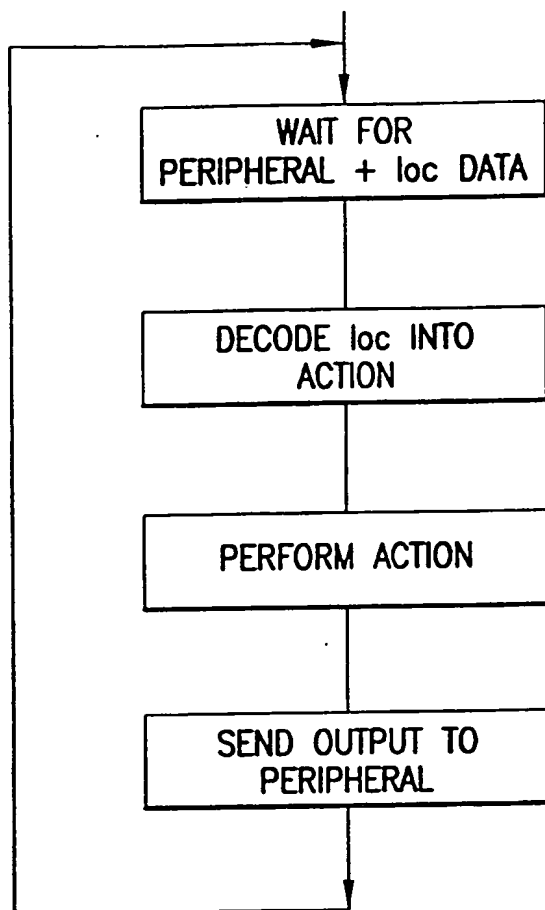 WAIT FOR
PERIPHERAL + loc DATA
DECODE loc INTO
ACTION
PERFORM ACTION
SEND OUTPUT TO
PERIPHERAL